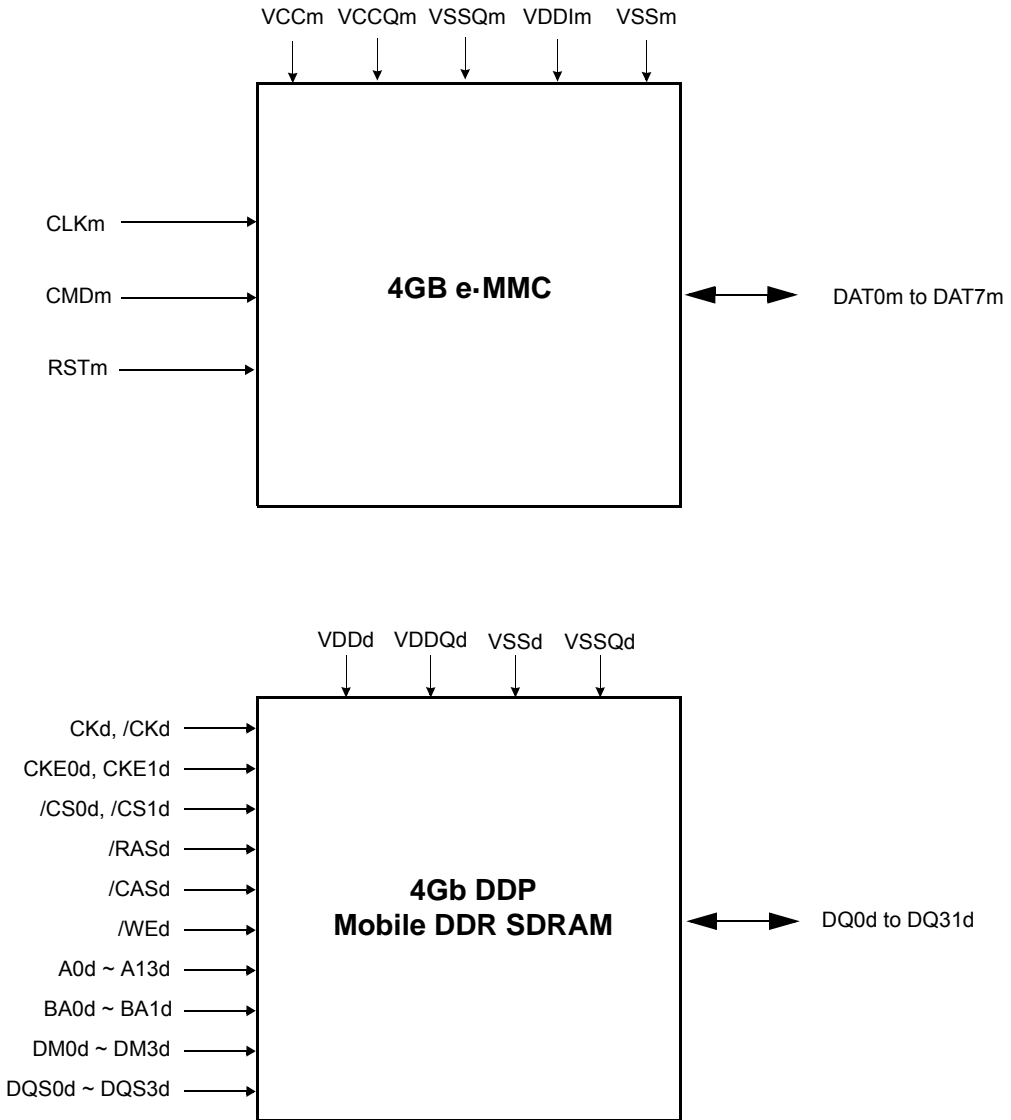 VCCm VCCQm VSSQm VDDIm VSSm
CLKm
CMDm
RSTm
4GB e·MMC
DAT0m to DAT7m
VDDd VDDQd VSSd VSSQd
CKd, /CKd
CKE0d, CKE1d
/CS0d, /CS1d
/RASd
/CASd
/WEd
A0d ~ A13d
BA0d ~ BA1d
DM0d ~ DM3d
DQS0d ~ DQS3d
4Gb DDP
Mobile DDR SDRAM
DQ0d to DQ31d